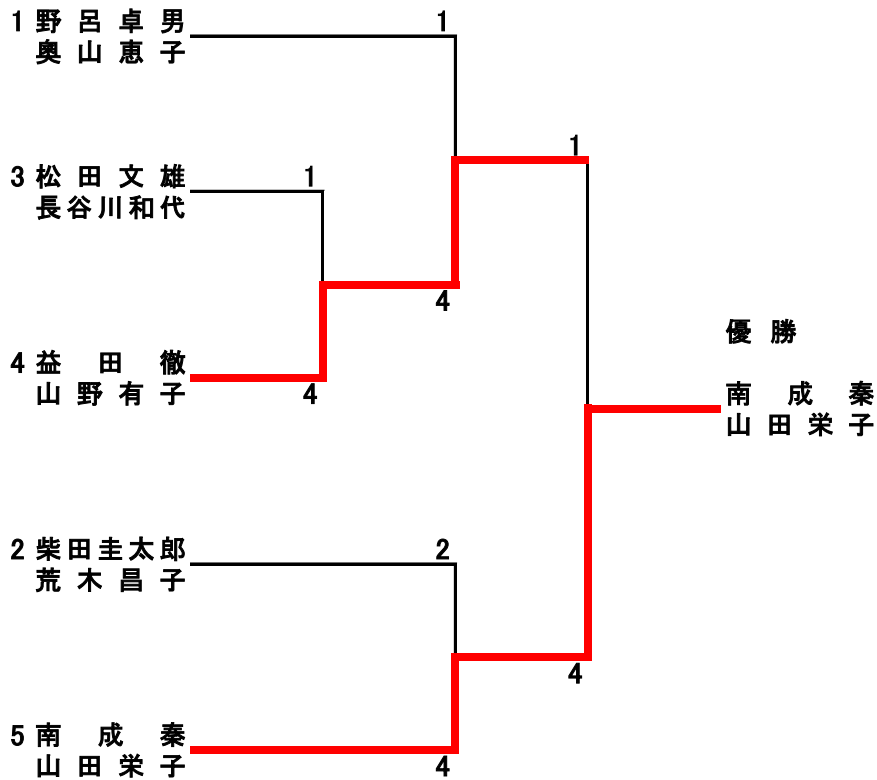 1 野呂卓男 1
奥山恵子
1
3 松田文雄 1
長谷川和代
4
優勝
4 益田徹
山野有子 4
南成秦
山田栄子
2 柴田圭太郎 2
荒木昌子
4
5 南成秦
山田栄子 4